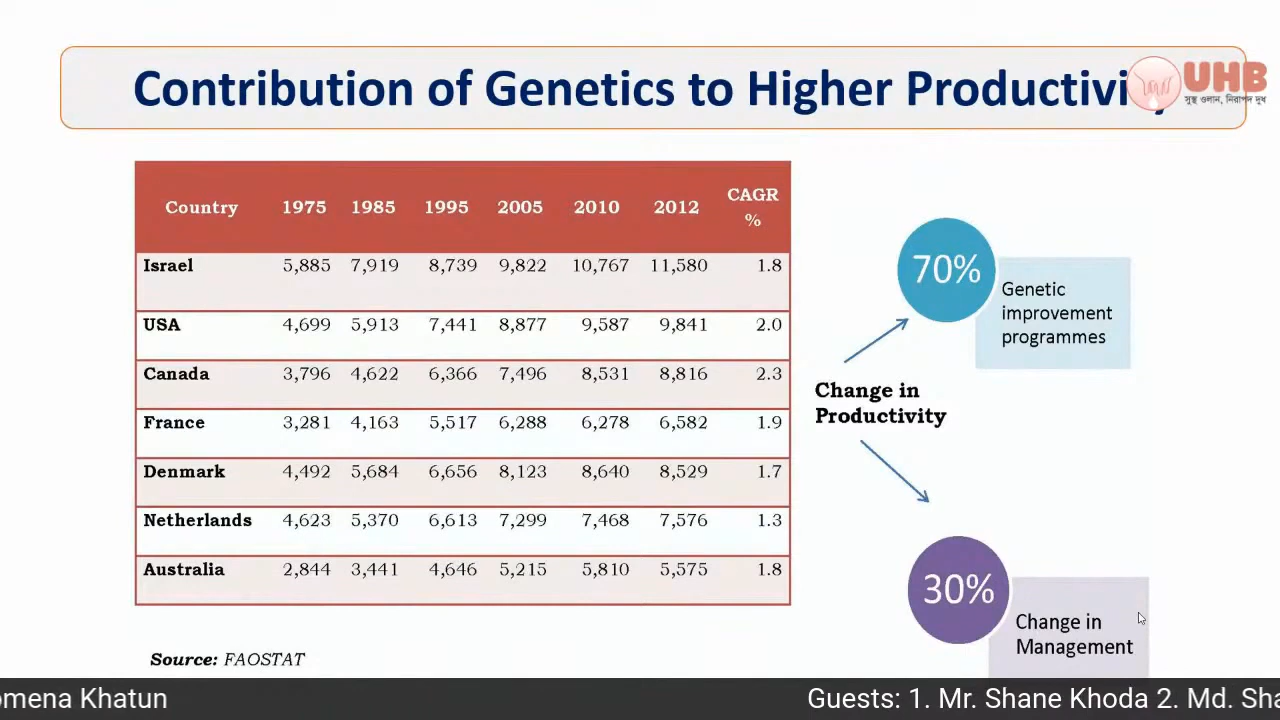 Contribution of Genetics to Higher Productivi
UHB
সুস্থ ওলান, নিরাপদ দুধ
Country 1975 1985 1995 2005 2010 2012 CAGR %
Israel 5,885 7,919 8,739 9,822 10,767 11,580 1.8
USA 4,699 5,913 7,441 8,877 9,587 9,841 2.0
Canada 3,796 4,622 6,366 7,496 8,531 8,816 2.3
France 3,281 4,163 5,517 6,288 6,278 6,582 1.9
Denmark 4,492 5,684 6,656 8,123 8,640 8,529 1.7
Netherlands 4,623 5,370 6,613 7,299 7,468 7,576 1.3
Australia 2,844 3,441 4,646 5,215 5,810 5,575 1.8
Source: FAOSTAT
70%
Genetic
improvement
programmes
Change in
Productivity
30%
Change in
Management
omena Khatun
Guests: 1. Mr. Shane Khoda 2. Md. Sha